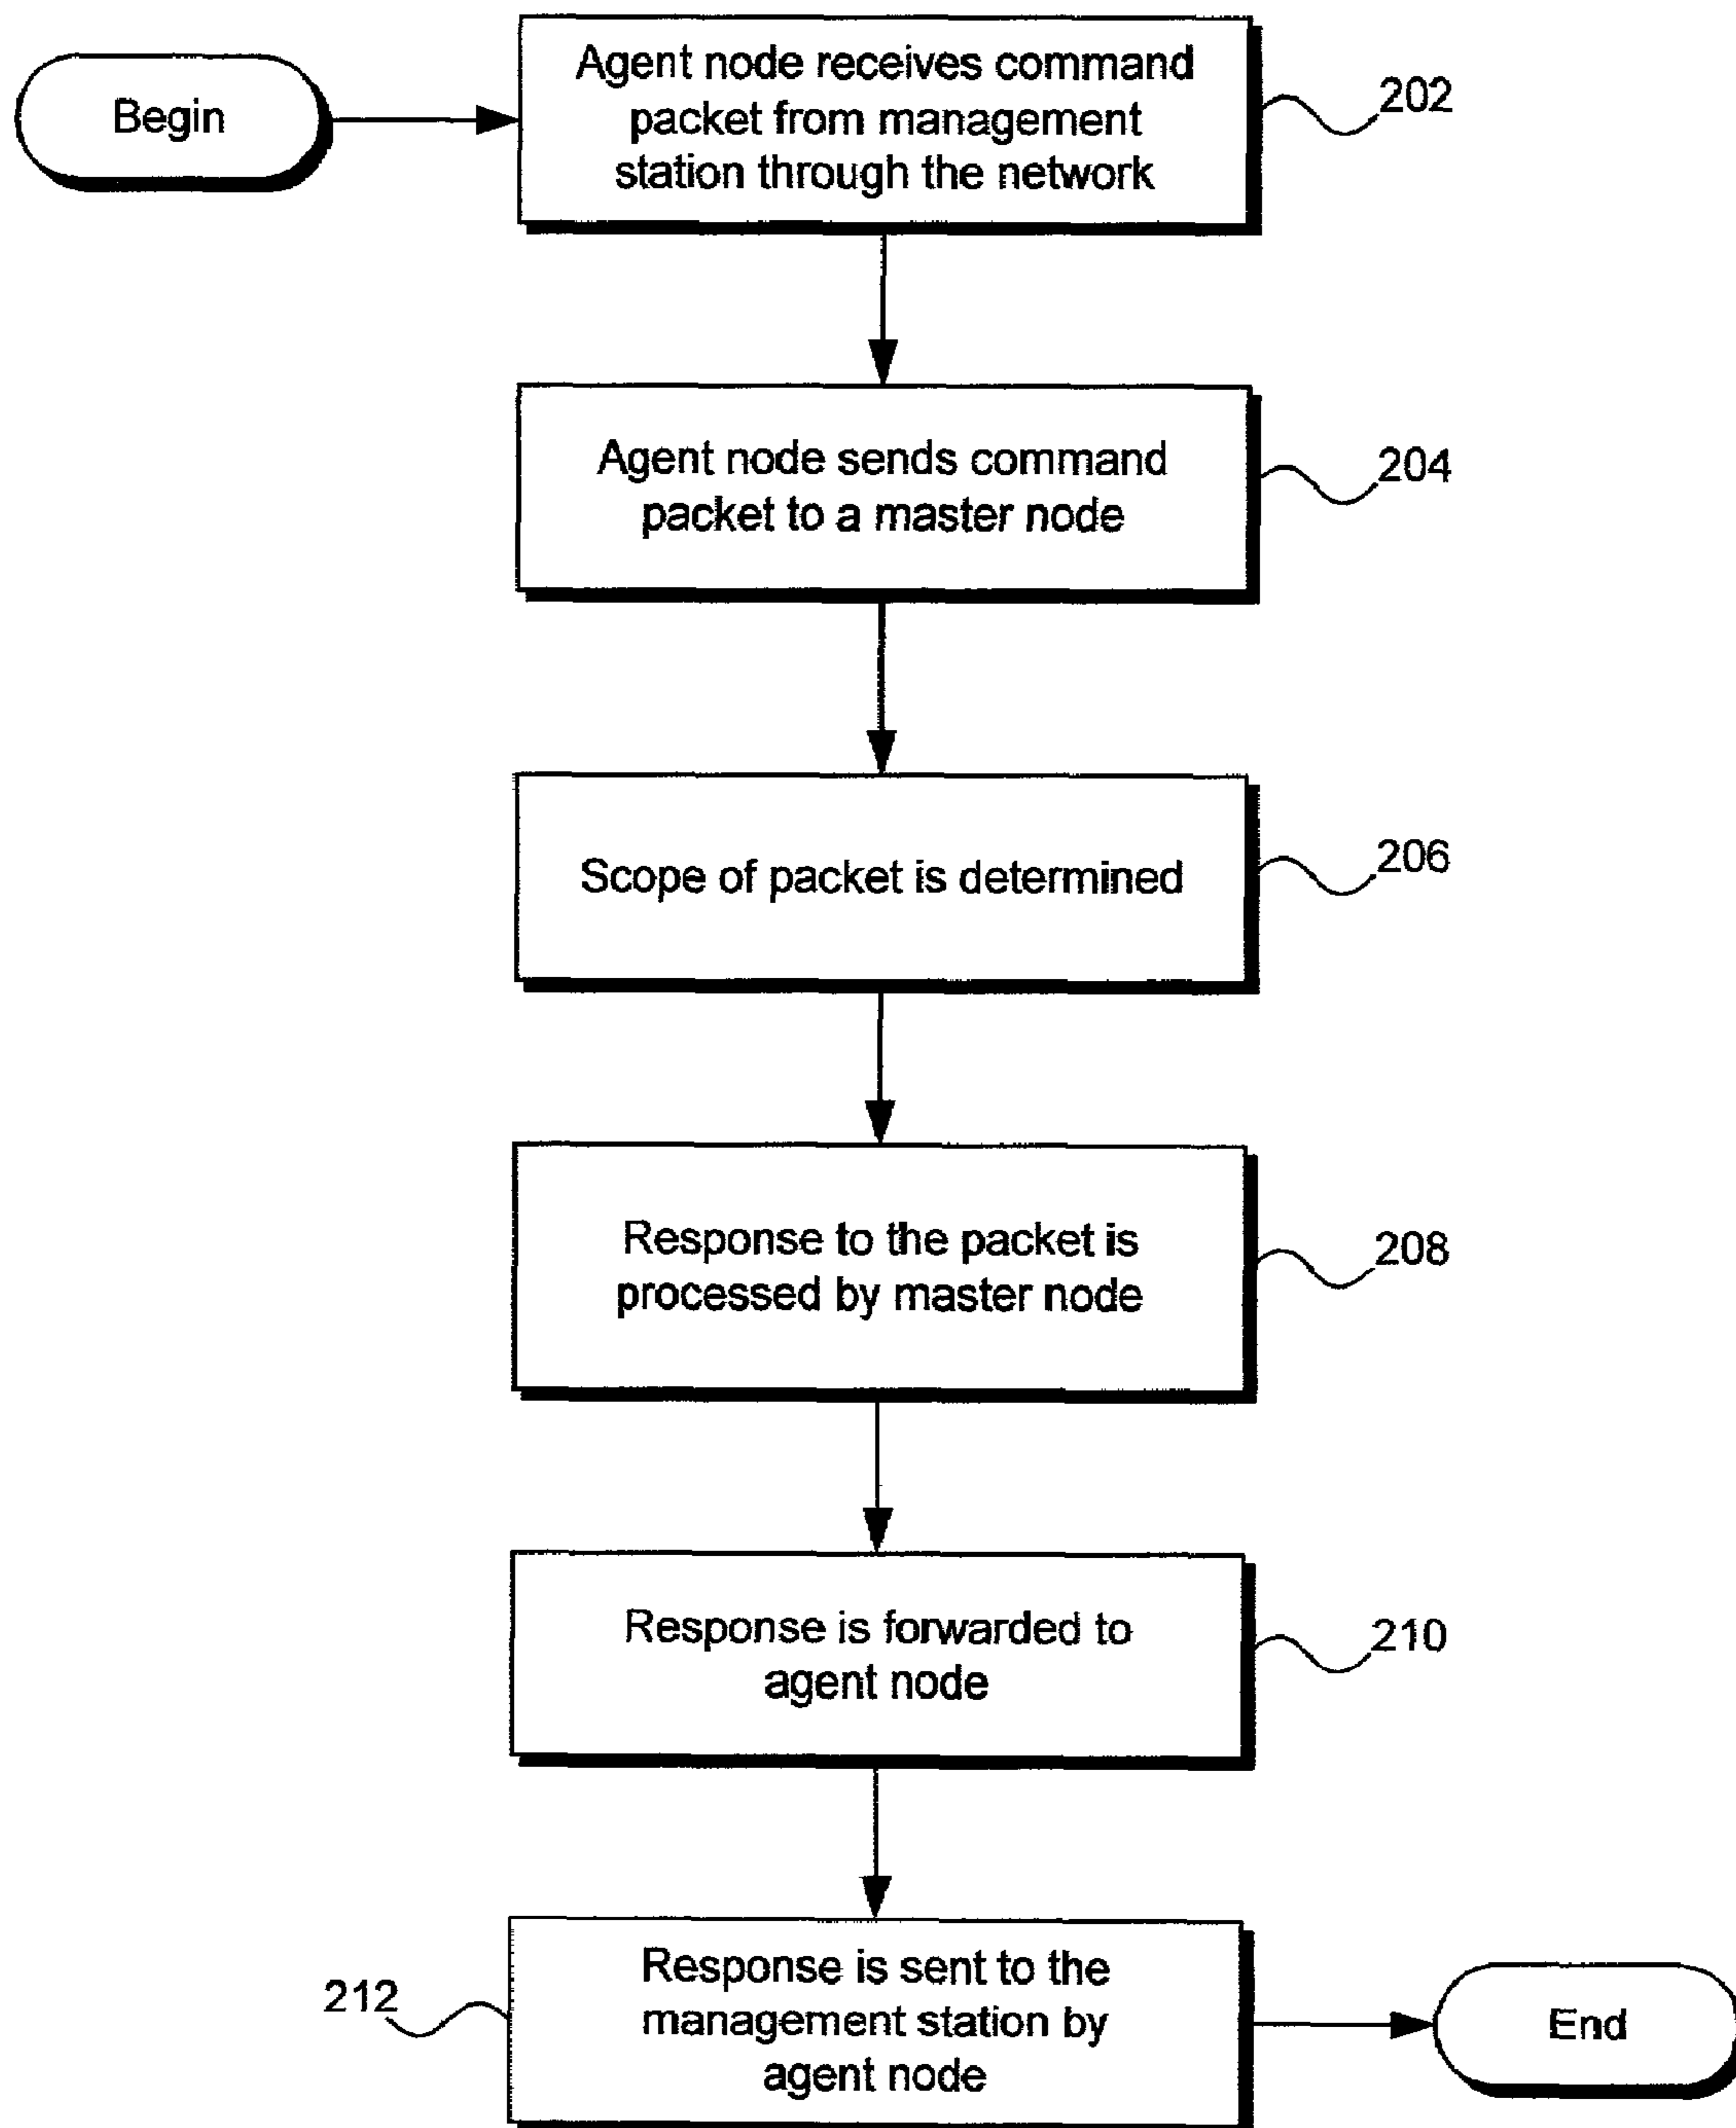 Begin
Agent node receives command
packet from management
station through the network
202
Agent node sends command
packet to a master node
204
Scope of packet is determined
206
Response to the packet is
processed by master node
208
Response is forwarded to
agent node
210
212
Response is sent to the
management station by
agent node
End